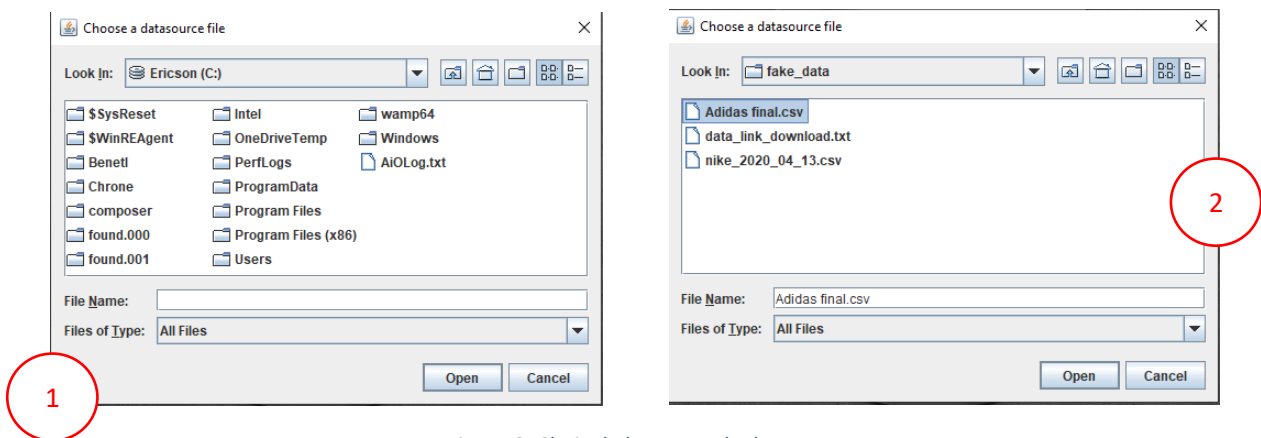 Choose a datasource file
Look In: Ericson (C:)
$SysReset
$WinREAgent
Benetl
Chrone
composer
found.000
found.001
Intel
OneDriveTemp
PerfLogs
ProgramData
Program Files
Program Files (x86)
Users
wamp64
Windows
AiOLog.txt
File Name:
Files of Type: All Files
Open Cancel
1
Choose a datasource file
Look In: fake_data
Adidas final.csv
data_link_download.txt
nike_2020_04_13.csv
File Name: Adidas final.csv
Files of Type: All Files
Open Cancel
2